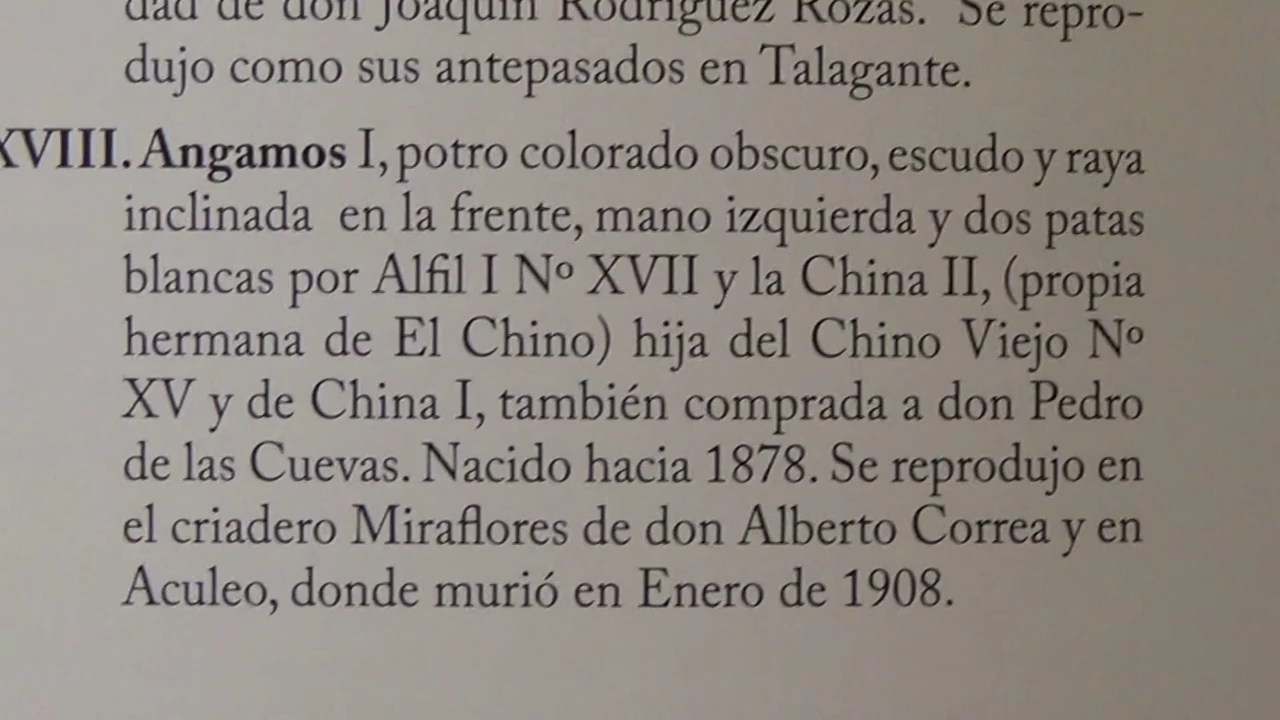 dad de don Joaquín Rodríguez Rozas. Se repro-
dujo como sus antepasados en Talagante.
XVIII. Angamos I, potro colorado obscuro, escudo y raya
inclinada en la frente, mano izquierda y dos patas
blancas por Alfil I Nº XVII y la China II, (propia
hermana de El Chino) hija del Chino Viejo Nº
XV y de China I, también comprada a don Pedro
de las Cuevas. Nacido hacia 1878. Se reprodujo en
el criadero Miraflores de don Alberto Correa y en
Aculeo, donde murió en Enero de 1908.